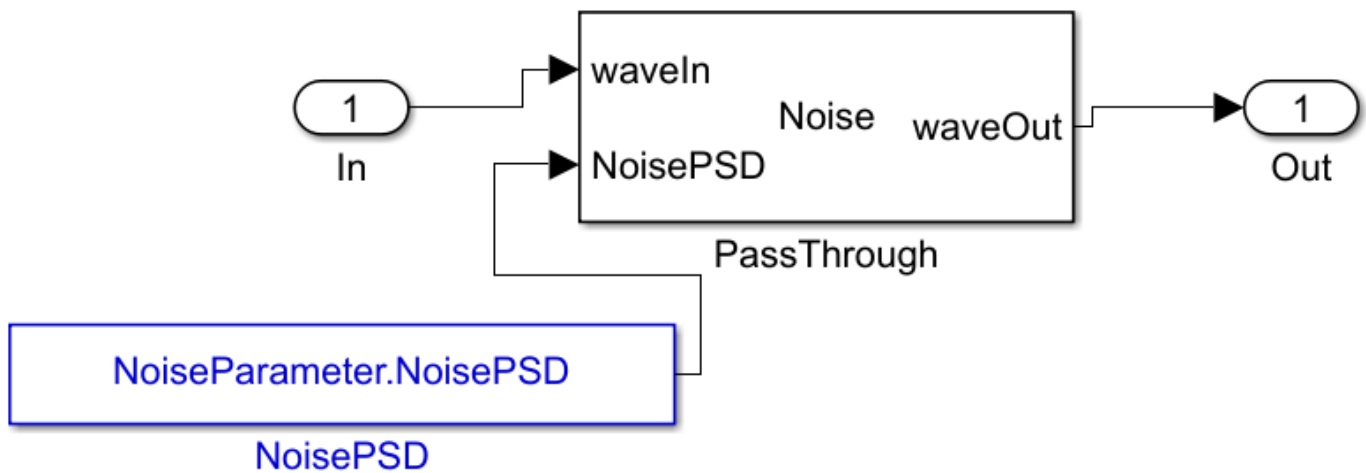 1
In
waveIn
NoisePSD
Noise
waveOut
PassThrough
1
Out
NoiseParameter.NoisePSD
NoisePSD